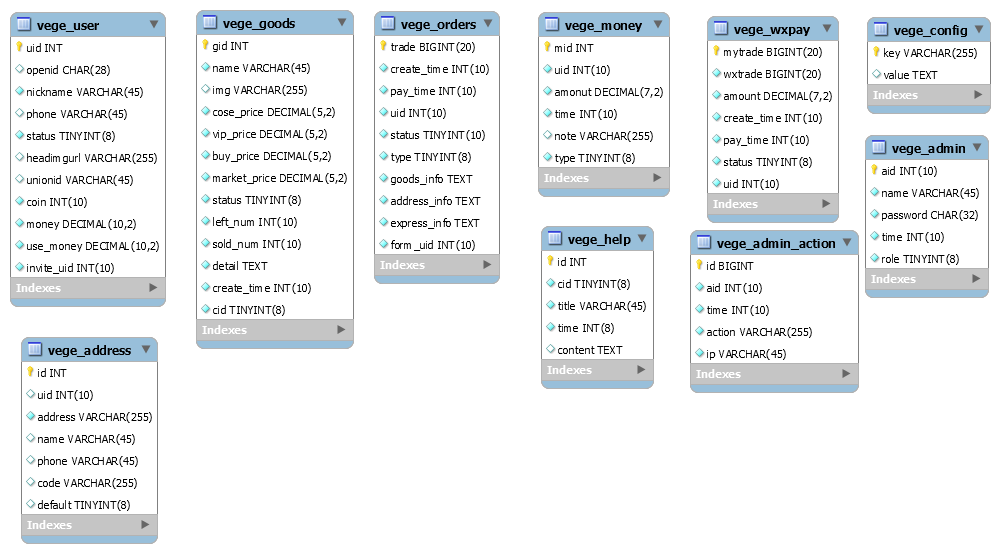 vege_user
uid INT
openid CHAR(28)
nickname VARCHAR(45)
phone VARCHAR(45)
status TINYINT(8)
headimgurl VARCHAR(255)
unionid VARCHAR(45)
coin INT(10)
money DECIMAL(10,2)
use_money DECIMAL(10,2)
invite_uid INT(10)
Indexes
vege_goods
gid INT
name VARCHAR(45)
img VARCHAR(255)
cose_price DECIMAL(5,2)
vip_price DECIMAL(5,2)
buy_price DECIMAL(5,2)
market_price DECIMAL(5,2)
status TINYINT(8)
left_num INT(10)
sold_num INT(10)
detail TEXT
create_time INT(10)
cid TINYINT(8)
Indexes
vege_orders
trade BIGINT(20)
create_time INT(10)
pay_time INT(10)
uid INT(10)
status TINYINT(10)
type TINYINT(8)
goods_info TEXT
address_info TEXT
express_info TEXT
form_uid INT(10)
Indexes
vege_money
mid INT
uid INT(10)
amonut DECIMAL(7,2)
time INT(10)
note VARCHAR(255)
type TINYINT(8)
Indexes
vege_wxpay
mytrade BIGINT(20)
wxtrade BIGINT(20)
amount DECIMAL(7,2)
create_time INT(10)
pay_time INT(10)
status TINYINT(8)
uid INT(10)
Indexes
vege_config
key VARCHAR(255)
value TEXT
Indexes
vege_admin
aid INT(10)
name VARCHAR(45)
password CHAR(32)
time INT(10)
role TINYINT(8)
Indexes
vege_help
id INT
cid TINYINT(8)
title VARCHAR(45)
time INT(8)
content TEXT
Indexes
vege_admin_action
id BIGINT
aid INT(10)
time INT(10)
action VARCHAR(255)
ip VARCHAR(45)
Indexes
vege_address
id INT
uid INT(10)
address VARCHAR(255)
name VARCHAR(45)
phone VARCHAR(45)
code VARCHAR(255)
default TINYINT(8)
Indexes